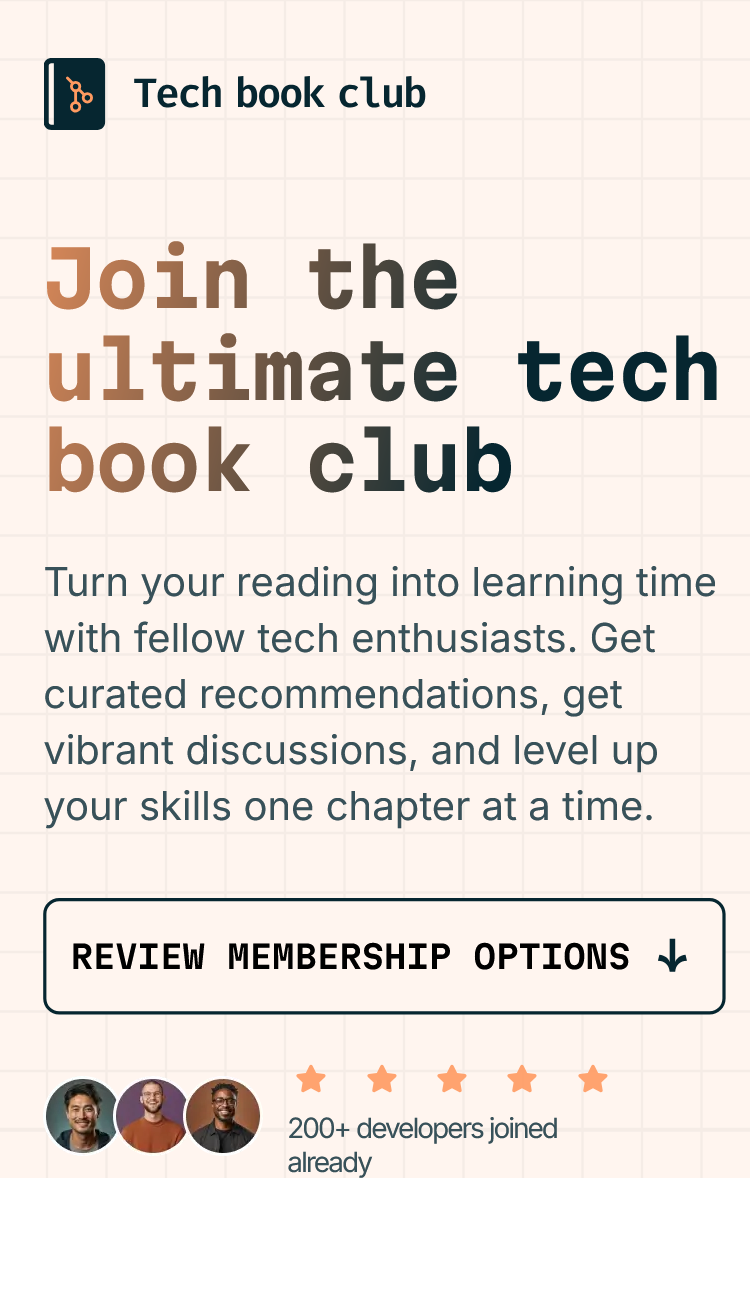 Tech book club
Join the
ultimate tech
book club
Turn your reading into learning time
with fellow tech enthusiasts. Get
curated recommendations, get
vibrant discussions, and level up
your skills one chapter at a time.
REVIEW MEMBERSHIP OPTIONS
200+ developers joined
already